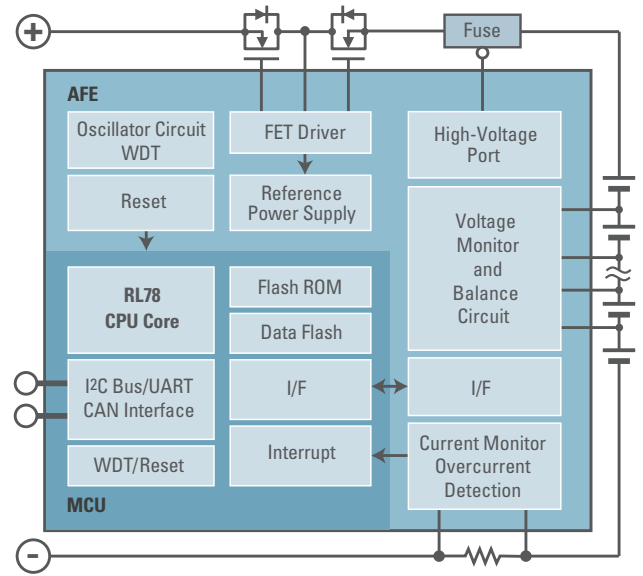 +
Fuse
AFE
Oscillator Circuit
WDT
FET Driver
High-Voltage
Port
Reset
Reference
Power Supply
Voltage
Monitor
and
Balance
Circuit
RL78
CPU Core
Flash ROM
Data Flash
I2C Bus/UART
CAN Interface
I/F
I/F
WDT/Reset
Interrupt
Current Monitor
Overcurrent
Detection
MCU
-